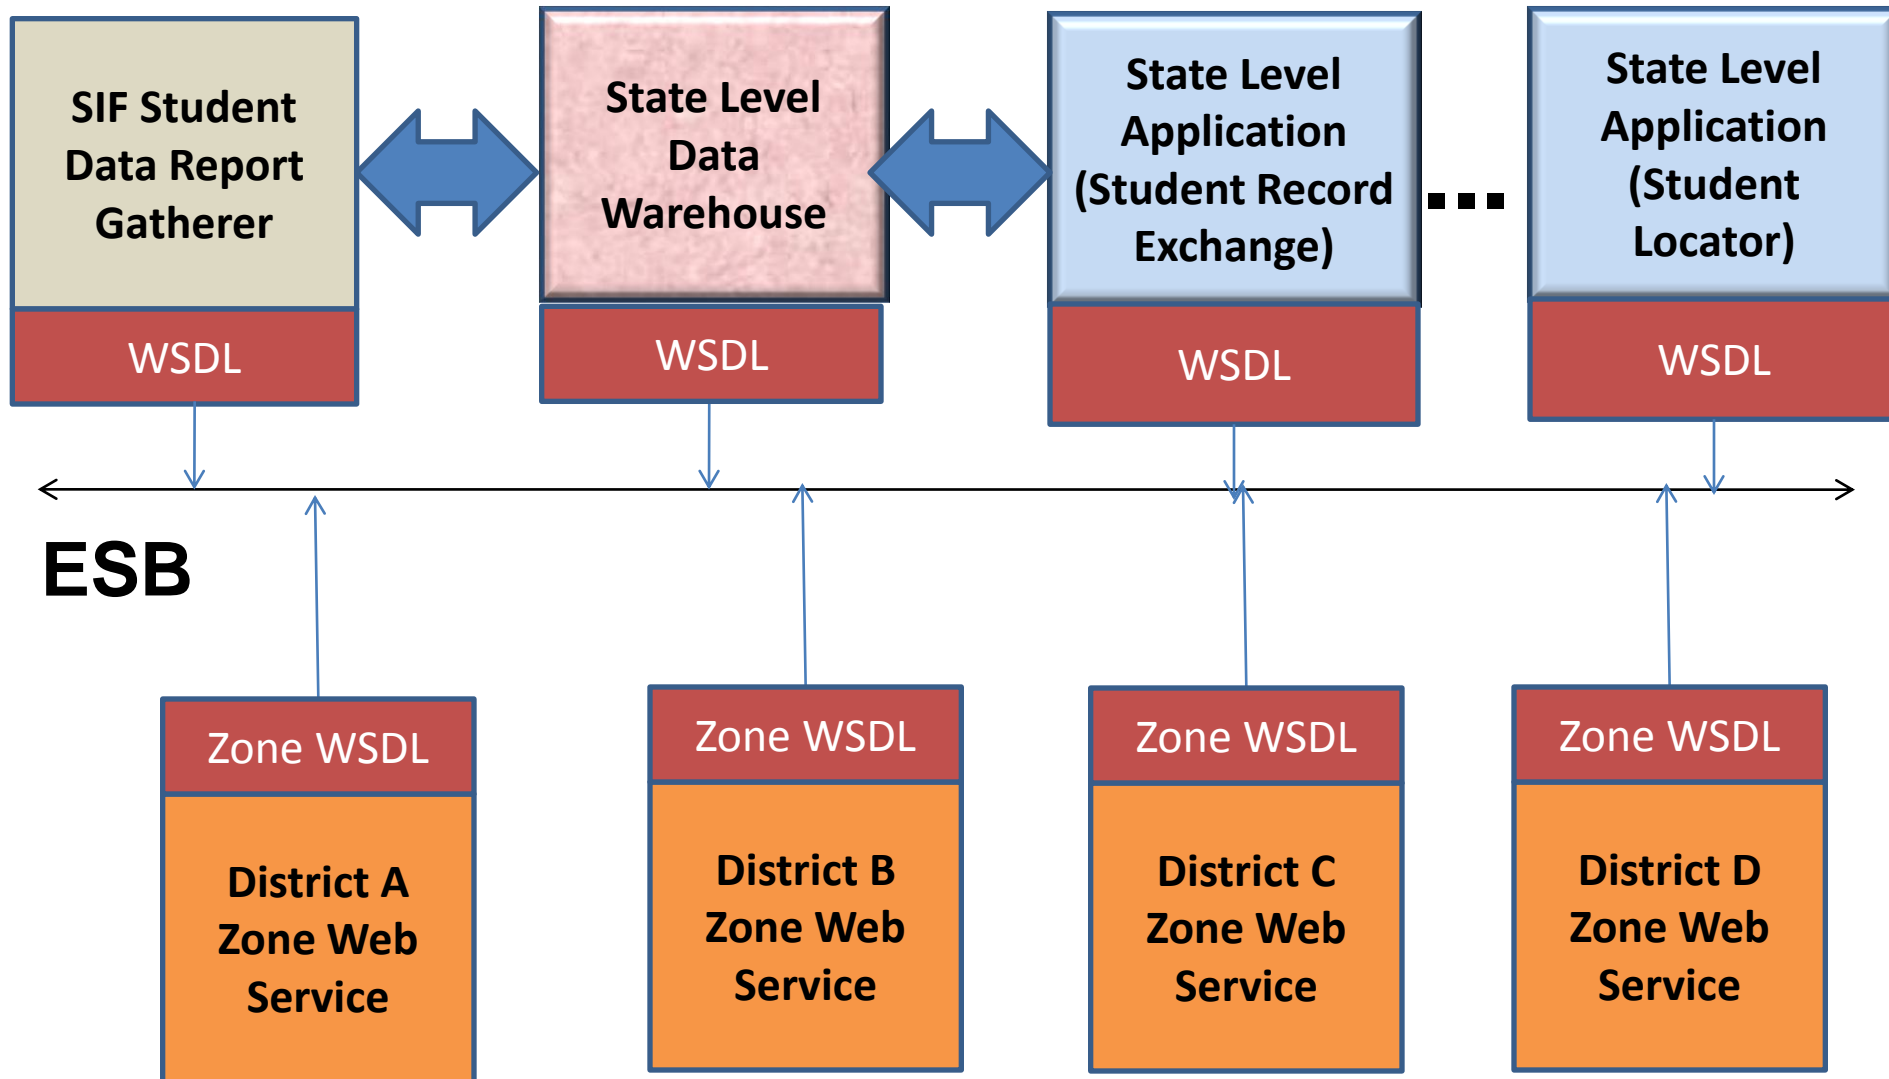 SIF Student
Data Report
Gatherer
WSDL
State Level
Data
Warehouse
WSDL
State Level
Application
(Student Record
Exchange)
WSDL
State Level
Application
(Student
Locator)
WSDL
ESB
Zone WSDL
District A
Zone Web
Service
Zone WSDL
District B
Zone Web
Service
Zone WSDL
District C
Zone Web
Service
Zone WSDL
District D
Zone Web
Service